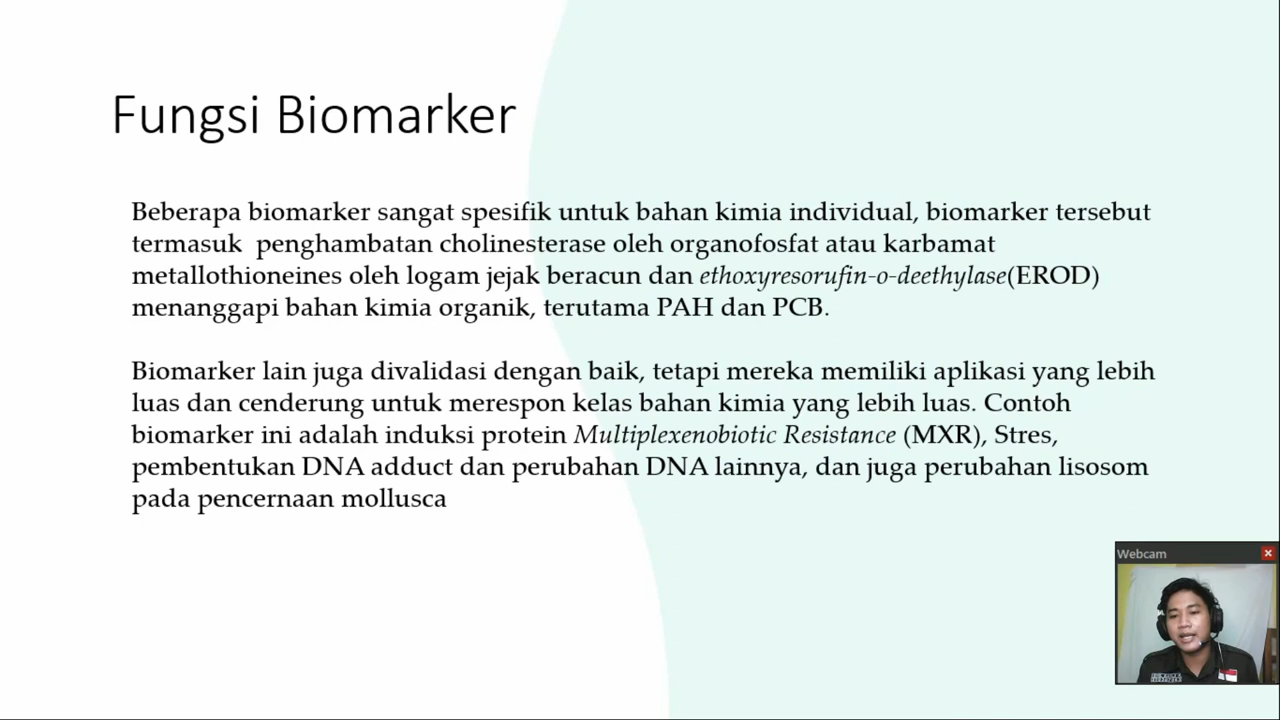 Fungsi Biomarker
Beberapa biomarker sangat spesifik untuk bahan kimia individual, biomarker tersebut
termasuk  penghambatan cholinesterase oleh organofosfat atau karbamat
metallothioneines oleh logam jejak beracun dan ethoxyresorufin-o-deethylase(EROD)
menanggapi bahan kimia organik, terutama PAH dan PCB.
Biomarker lain juga divalidasi dengan baik, tetapi mereka memiliki aplikasi yang lebih
luas dan cenderung untuk merespon kelas bahan kimia yang lebih luas. Contoh
biomarker ini adalah induksi protein Multiplexenobiotic Resistance (MXR), Stres,
pembentukan DNA adduct dan perubahan DNA lainnya, dan juga perubahan lisosom
pada pencernaan mollusca
Webcam